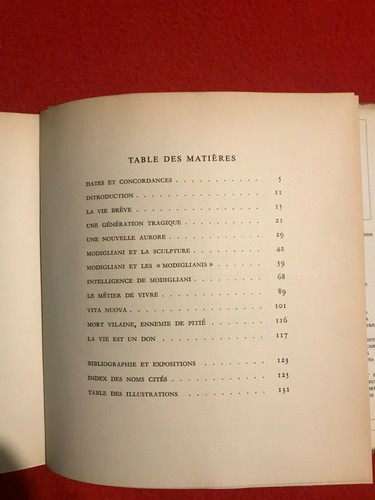 TABLE DES MATIÈRES
DATES ET CONCORDANCES . . . . . . . . . . . 5
INTRODUCTION . . . . . . . . . . . . . . . . 11
LA VIE BRÈVE . . . . . . . . . . . . . . . . 15
UNE GÉNÉRATION TRAGIQUE . . . . . . . . . . 21
UNE NOUVELLE AURORE . . . . . . . . . . . . 29
MODIGLIANI ET LA SCULPTURE . . . . . . . . . 42
MODIGLIANI ET LES « MODIGLIANIS » . . . . . . 59
INTELLIGENCE DE MODIGLIANI . . . . . . . . . 68
LE MÉTIER DE VIVRE . . . . . . . . . . . . . 89
VITA NUOVA . . . . . . . . . . . . . . . . . 101
MORT VILAINE, ENNEMIE DE PITIÉ . . . . . . . 116
LA VIE EST UN DON . . . . . . . . . . . . . 117
BIBLIOGRAPHIE ET EXPOSITIONS . . . . . . . . 123
INDEX DES NOMS CITÉS . . . . . . . . . . . . 125
TABLE DES ILLUSTRATIONS . . . . . . . . . . 131